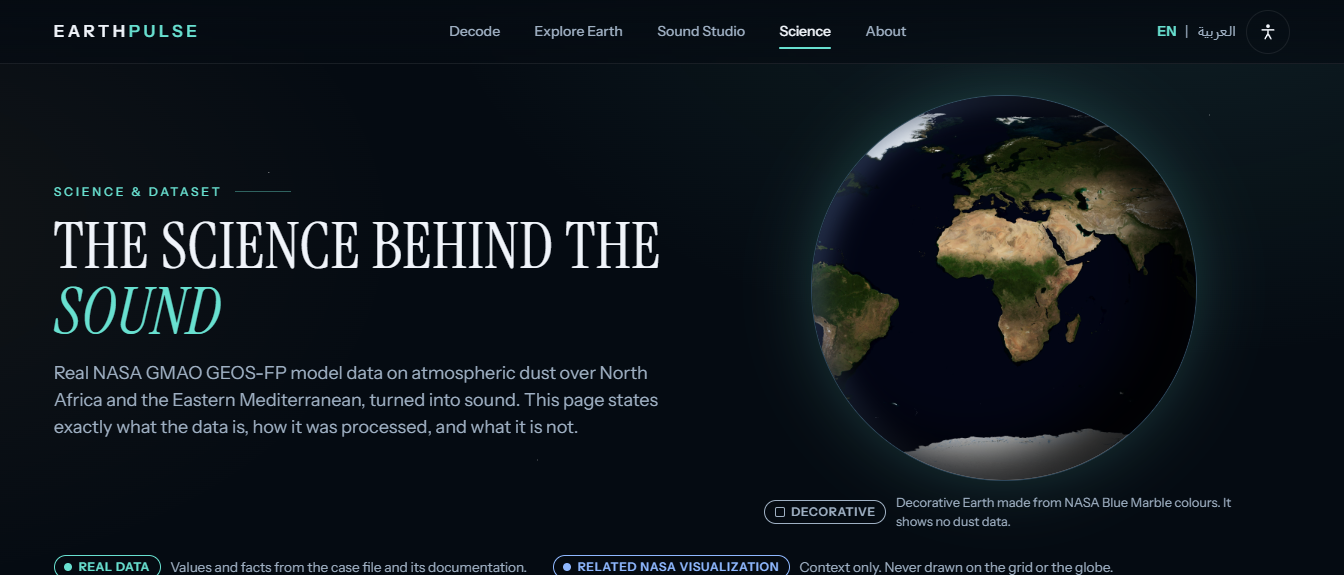 EARTHPULSE
Decode Explore Earth Sound Studio Science About
EN | العربية
SCIENCE & DATASET
THE SCIENCE BEHIND THE
SOUND
Real NASA GMAO GEOS-FP model data on atmospheric dust over North
Africa and the Eastern Mediterranean, turned into sound. This page states
exactly what the data is, how it was processed, and what it is not.
DECORATIVE
Decorative Earth made from NASA Blue Marble colours. It
shows no dust data.
REAL DATA Values and facts from the case file and its documentation.
RELATED NASA VISUALIZATION Context only. Never drawn on the grid or the globe.